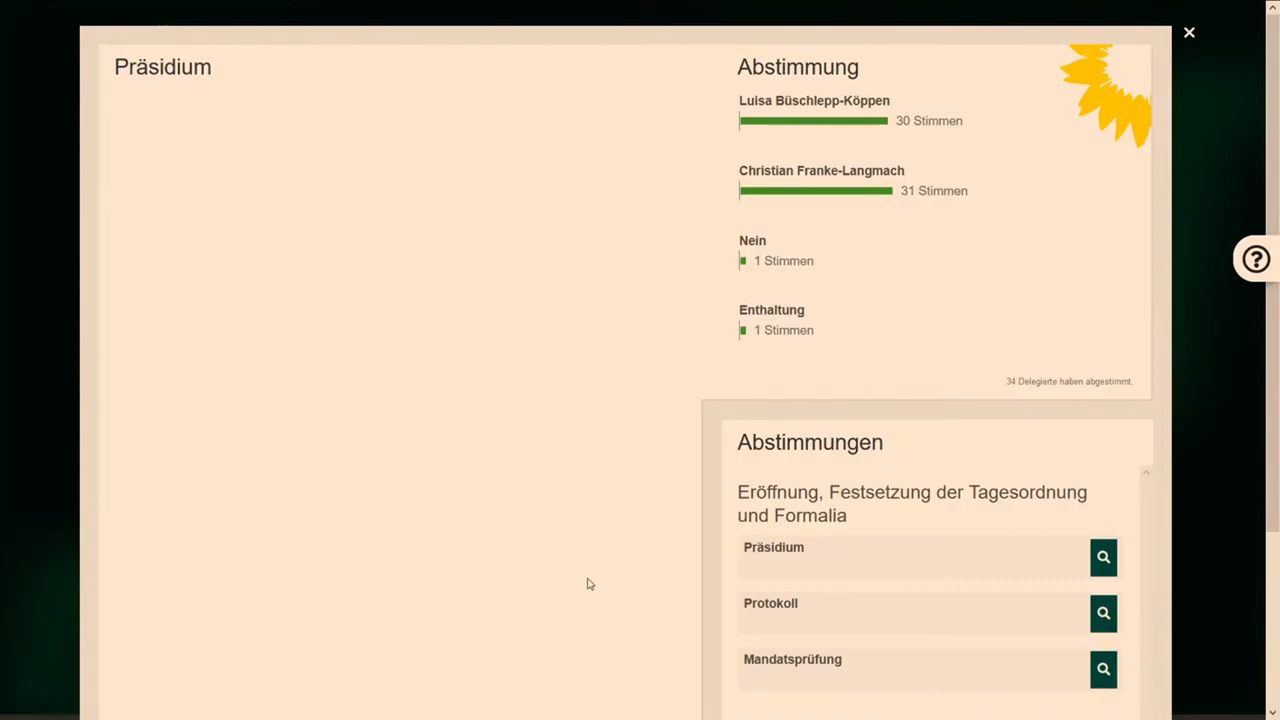 Präsidium
Abstimmung
Luisa Büschlepp-Köppen
30 Stimmen
Christian Franke-Langmach
31 Stimmen
Nein
1 Stimmen
Enthaltung
1 Stimmen
34 Delegierte haben abgestimmt.
Abstimmungen
Eröffnung, Festsetzung der Tagesordnung
und Formalia
Präsidium
Protokoll
Mandatsprüfung